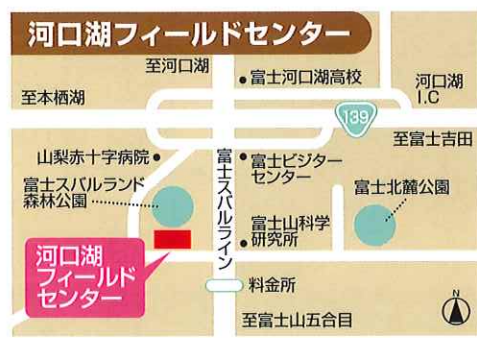 河口湖フィールドセンター
至河口湖
富士河口湖高校
河口湖
I.C
至本栖湖
139
至富士吉田
山梨赤十字病院
富士ビジター
センター
富士スバルランド
森林公園
富士スバルライン
富士北麓公園
富士山科学
研究所
河口湖
フィールド
センター
料金所
至富士山五合目
N